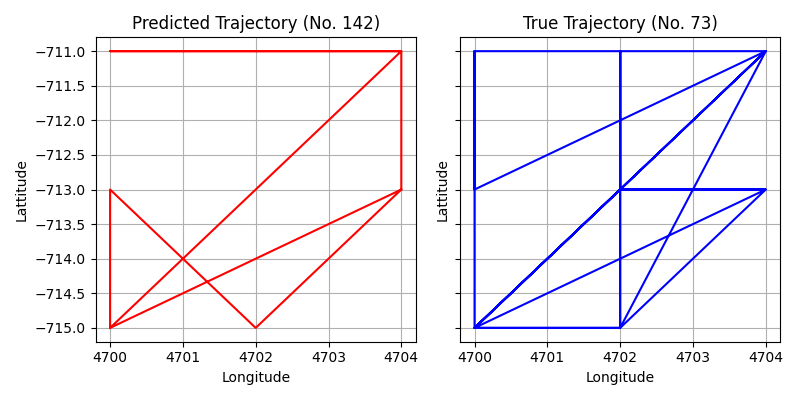 Predicted Trajectory (No. 142)
True Trajectory (No. 73)
−711.0
−711.5
−712.0
−712.5
−713.0
−713.5
−714.0
−714.5
−715.0
Lattitude
Lattitude
4700 4701 4702 4703 4704
4700 4701 4702 4703 4704
Longitude
Longitude